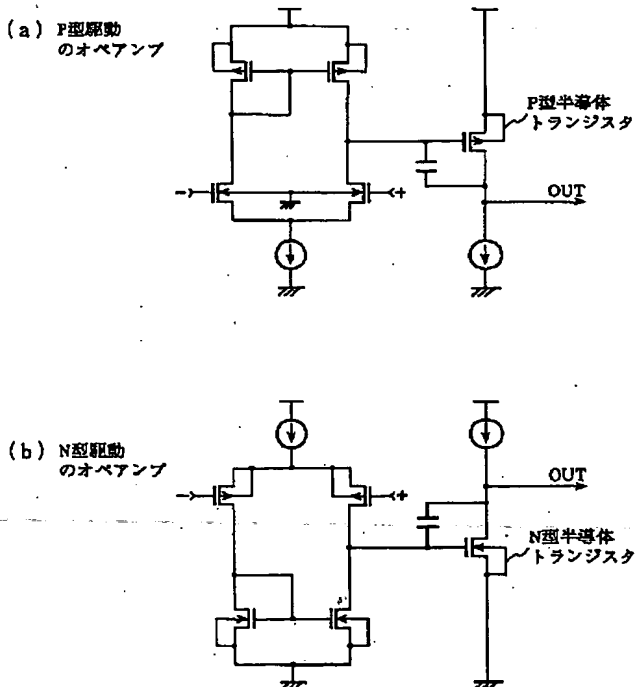 (a) P型駆動
のオペアンプ
P型半導体
トランジスタ
−
+
OUT
(b) N型駆動
のオペアンプ
−
+
OUT
N型半導体
トランジスタ